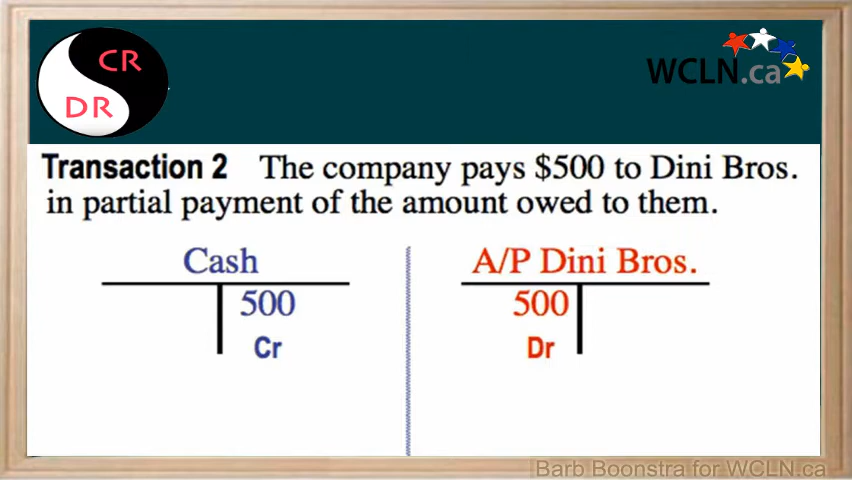 CR
DR
WCLN.ca
Transaction 2 The company pays $500 to Dini Bros.
in partial payment of the amount owed to them.
Cash
500
Cr
A/P Dini Bros.
500
Dr
Barb Boonstra for WCLN.ca